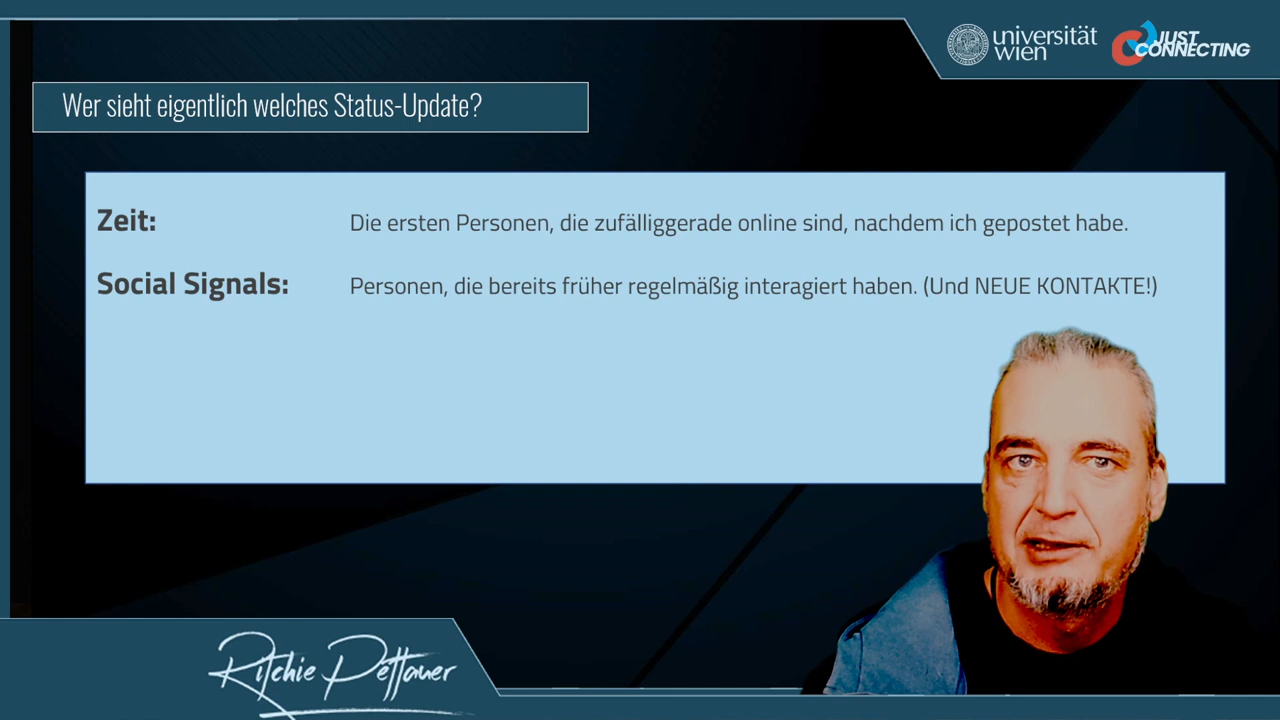 universität
wien
JUST
CONNECTING
Wer sieht eigentlich welches Status-Update?
Zeit: Die ersten Personen, die zufälliggerade online sind, nachdem ich gepostet habe.
Social Signals: Personen, die bereits früher regelmäßig interagiert haben. (Und NEUE KONTAKTE!)
Ritchie Pettauer